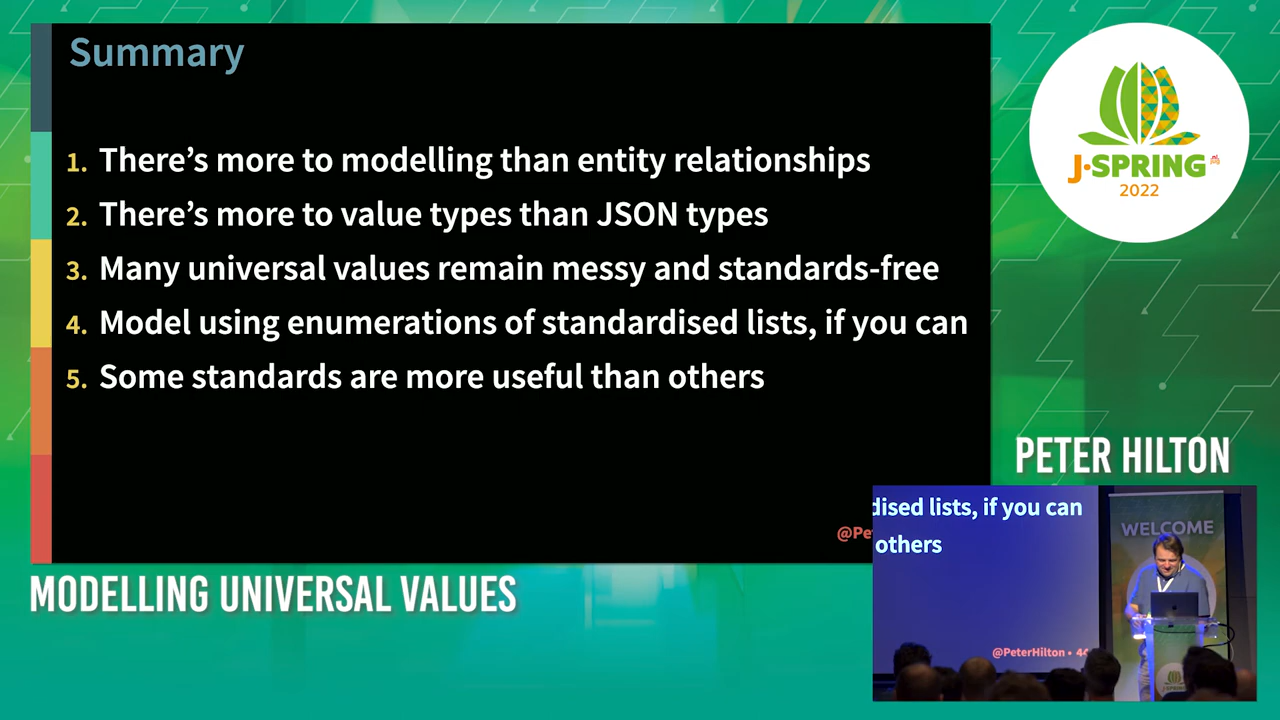 Summary
1. There’s more to modelling than entity relationships
2. There’s more to value types than JSON types
3. Many universal values remain messy and standards-free
4. Model using enumerations of standardised lists, if you can
5. Some standards are more useful than others
@Pe
J·SPRING
2022
PETER HILTON
dised lists, if you can
others
@PeterHilton • 44
WELCOME
MODELLING UNIVERSAL VALUES